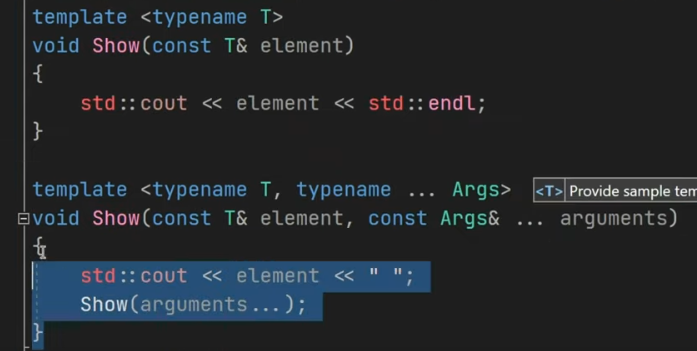 template <typename T>
void Show(const T& element)
{
std::cout << element << std::endl;
}
template <typename T, typename ... Args> <T> Provide sample tem
void Show(const T& element, const Args& ... arguments)
{
std::cout << element << " ";
Show(arguments...);
}